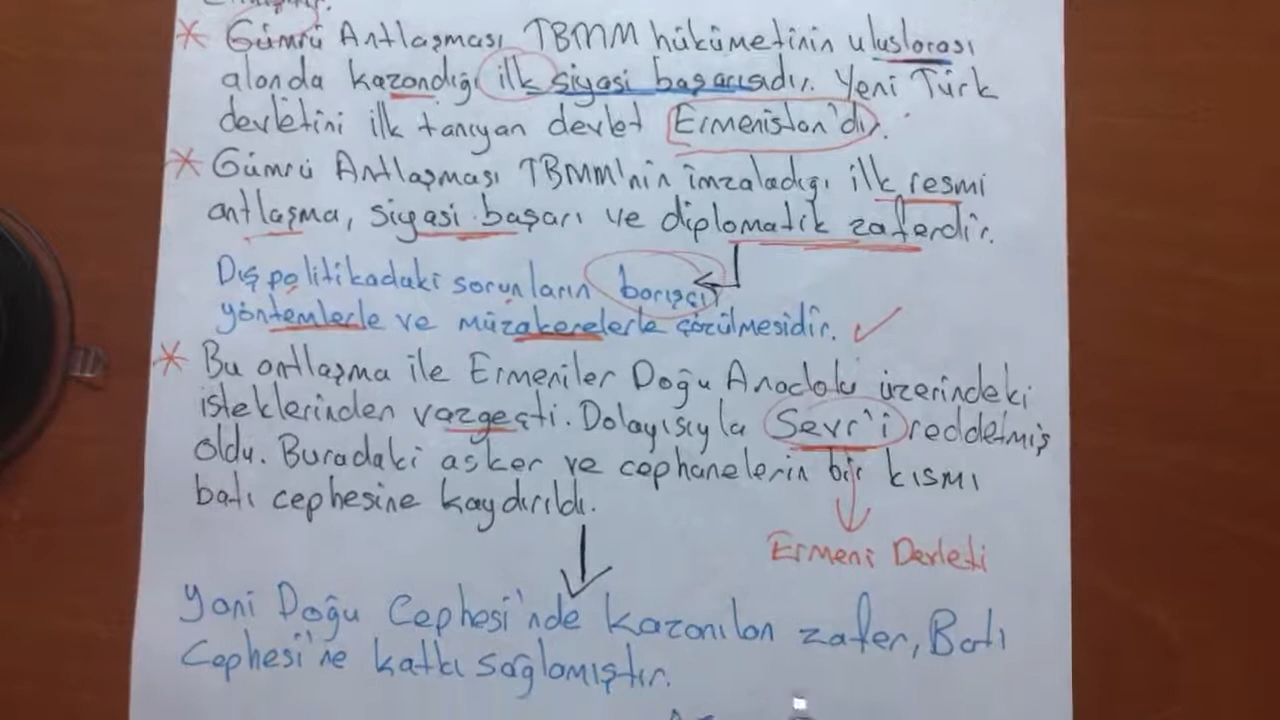 * Gümrü Antlaşması TBMM hükümetinin uluslarası
alanda kazandığı ilk siyasi başarısıdır. Yeni Türk
devletini ilk tanıyan devlet Ermenistan'dır.
* Gümrü Antlaşması TBMM'nin imzaladığı ilk resmi
antlaşma, siyasi başarı ve diplomatik zaferdir.
Dış politikadaki sorunların barışçıl
yöntemlerle ve müzakerelerle çözülmesidir. ✓
* Bu antlaşma ile Ermeniler Doğu Anadolu üzerindeki
isteklerinden vazgeçti. Dolayısıyla Sevr'i reddetmiş
oldu. Buradaki asker ve cephanelerin bir kısmı
batı cephesine kaydırıldı.
Ermeni Devleti
Yani Doğu Cephesi'nde kazanılan zafer, Batı
Cephesi'ne katkı sağlamıştır.